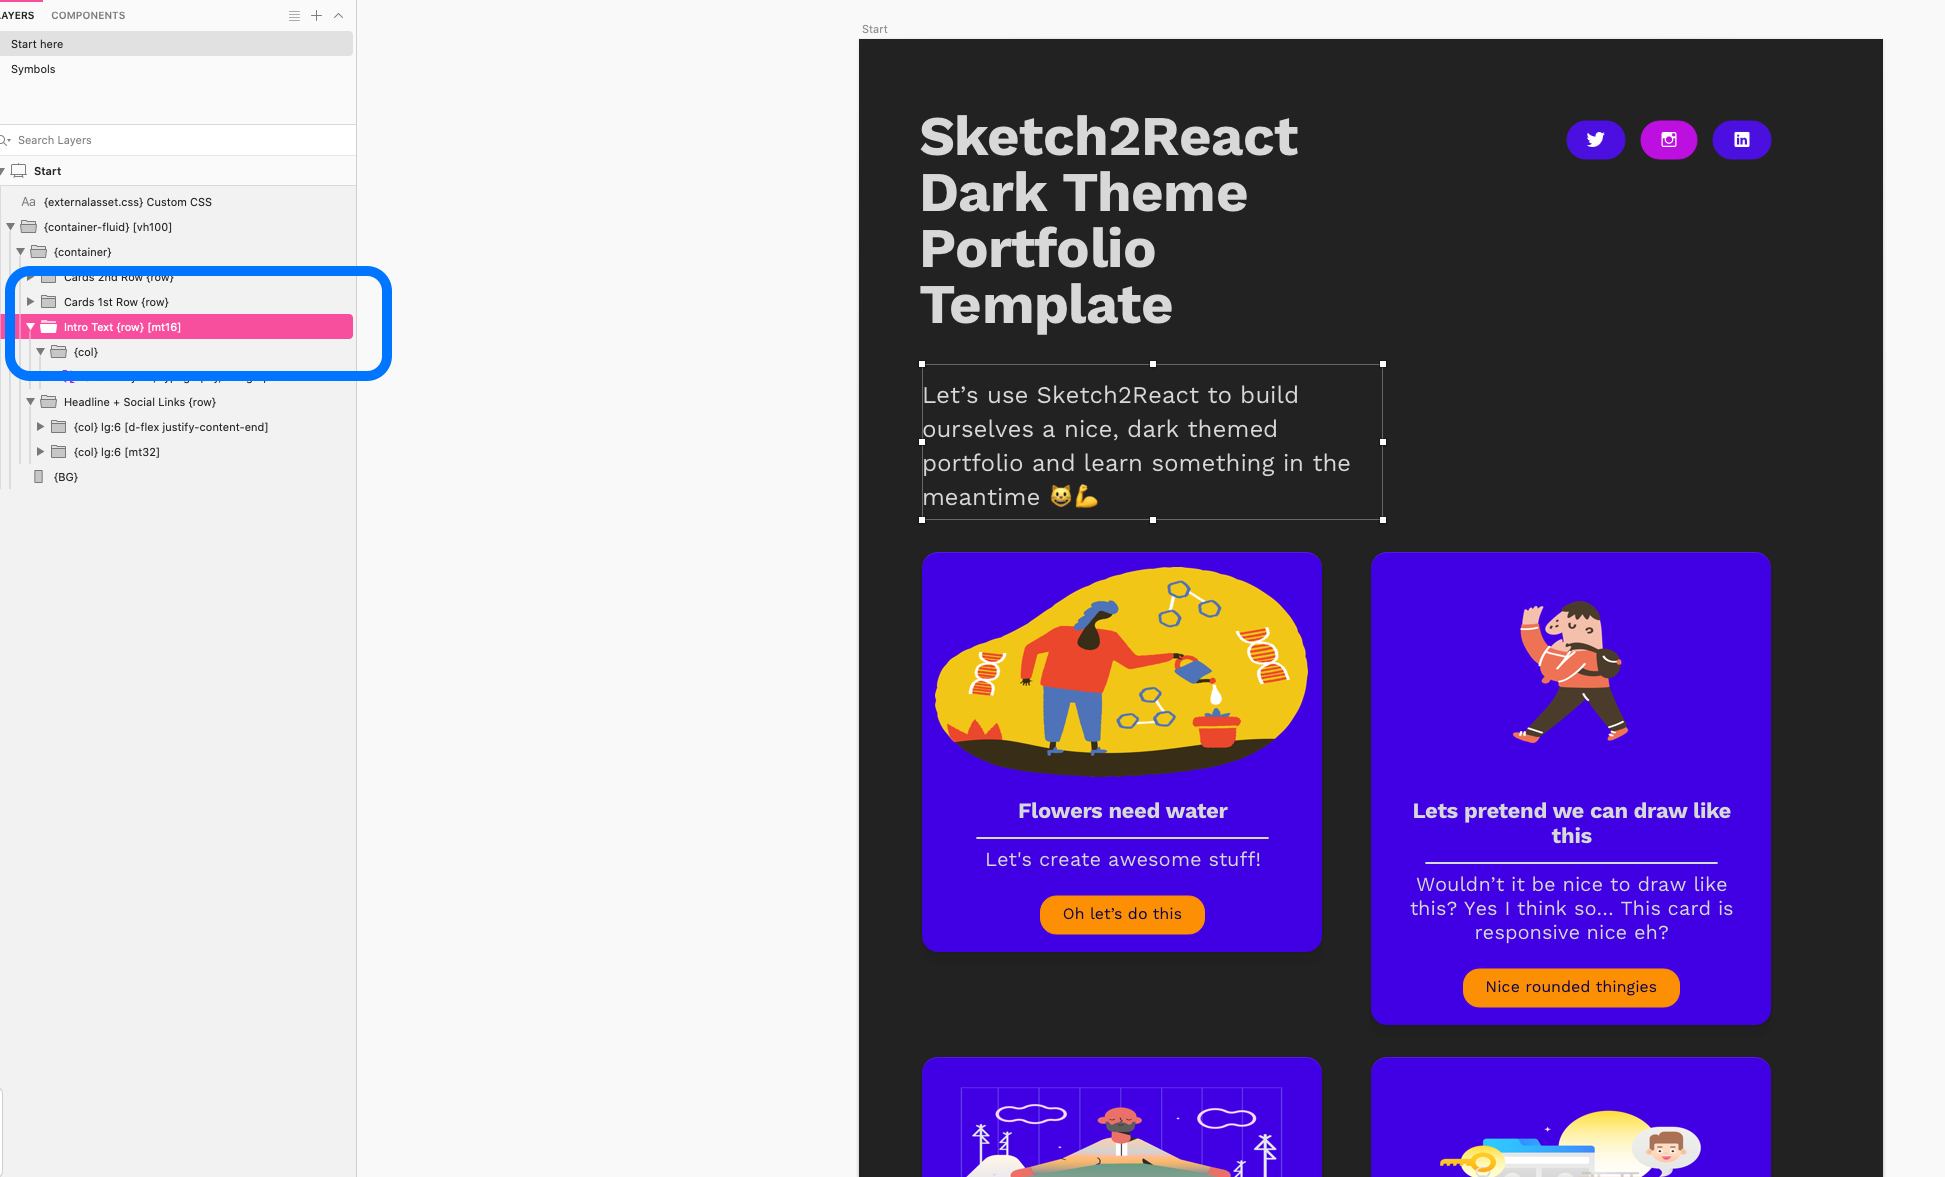 LAYERS COMPONENTS
Start here
Symbols
Search Layers
Start
Aa {externalasset.css} Custom CSS
{container-fluid} [vh100]
{container}
Cards 2nd Row {row}
Cards 1st Row {row}
Intro Text {row} [mt16]
{col}
Headline + Social Links {row}
{col} lg:6 [d-flex justify-content-end]
{col} lg:6 [mt32]
{BG}
Start
Sketch2React
Dark Theme
Portfolio
Template
in
Let’s use Sketch2React to build
ourselves a nice, dark themed
portfolio and learn something in the
meantime 😺💪
Flowers need water
Let's create awesome stuff!
Oh let’s do this
Lets pretend we can draw like
this
Wouldn’t it be nice to draw like
this? Yes I think so... This card is
responsive nice eh?
Nice rounded thingies